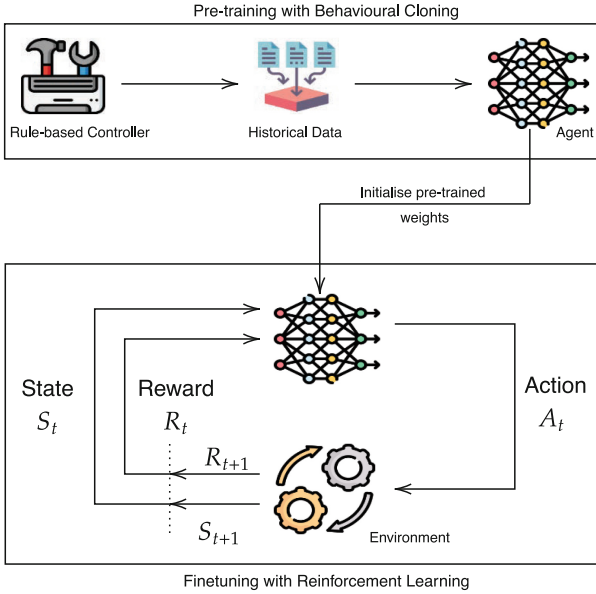 Pre-training with Behavioural Cloning
Rule-based Controller
Historical Data
Agent
Initialise pre-trained
weights
State
S_t
Reward
R_t
Action
A_t
R_{t+1}
S_{t+1}
Environment
Finetuning with Reinforcement Learning